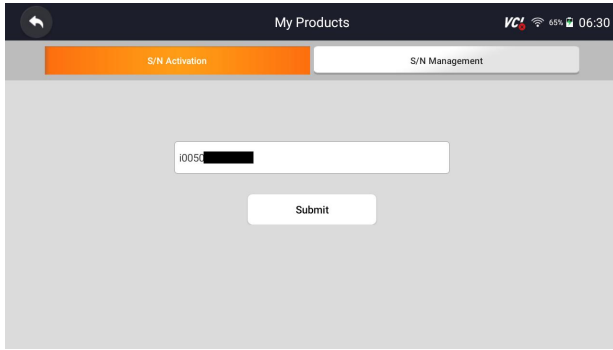 My Products
VCI 65% 06:30
S/N Activation S/N Management
i0050
Submit